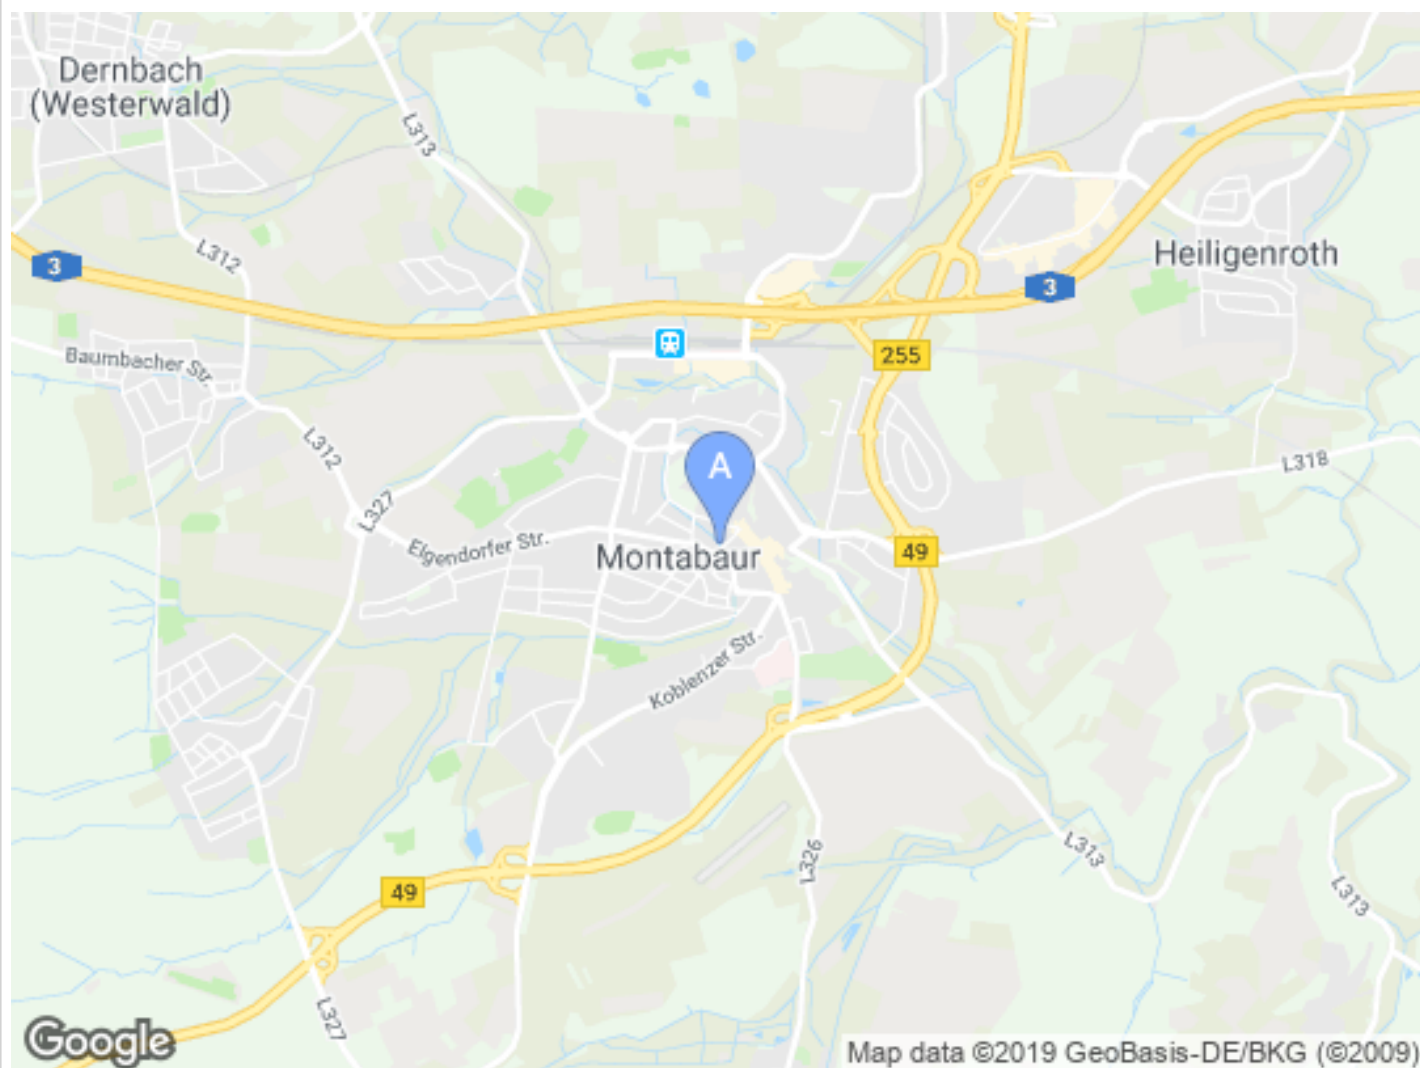 Dernbach
(Westerwald)
L313
L312
3
Heiligenroth
3
Baumbacher Str.
255
A
L312
L327
L318
Elgendorfer Str.
Montabaur
49
Koblenzer Str.
L326
L313
49
L313
L327
Google
Map data ©2019 GeoBasis-DE/BKG (©2009)